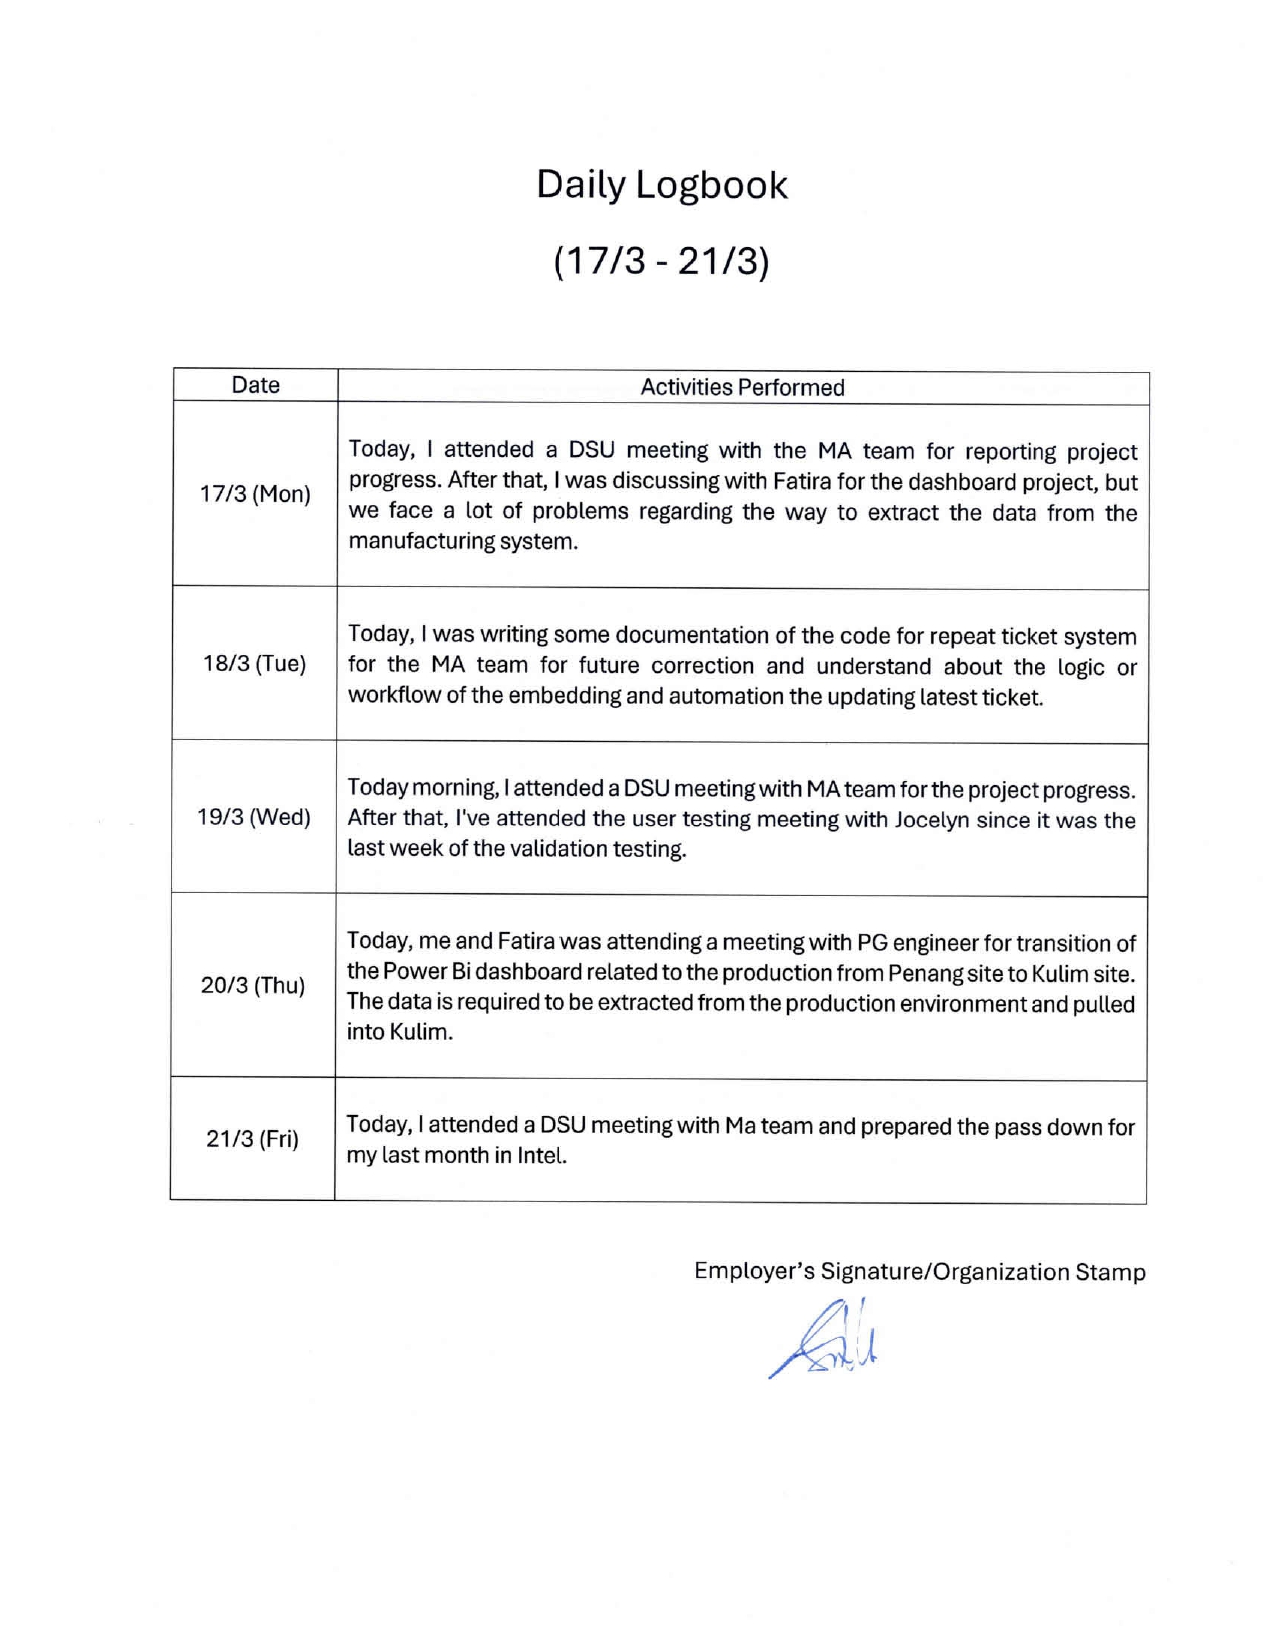 Daily Logbook
(17/3 - 21/3)
Date
Activities Performed
17/3 (Mon)
Today, I attended a DSU meeting with the MA team for reporting project
progress. After that, I was discussing with Fatira for the dashboard project, but
we face a lot of problems regarding the way to extract the data from the
manufacturing system.
18/3 (Tue)
Today, I was writing some documentation of the code for repeat ticket system
for the MA team for future correction and understand about the logic or
workflow of the embedding and automation the updating latest ticket.
19/3 (Wed)
Today morning, I attended a DSU meeting with MA team for the project progress.
After that, I've attended the user testing meeting with Jocelyn since it was the
last week of the validation testing.
20/3 (Thu)
Today, me and Fatira was attending a meeting with PG engineer for transition of
the Power Bi dashboard related to the production from Penang site to Kulim site.
The data is required to be extracted from the production environment and pulled
into Kulim.
21/3 (Fri)
Today, I attended a DSU meeting with Ma team and prepared the pass down for
my last month in Intel.
Employer's Signature/Organization Stamp